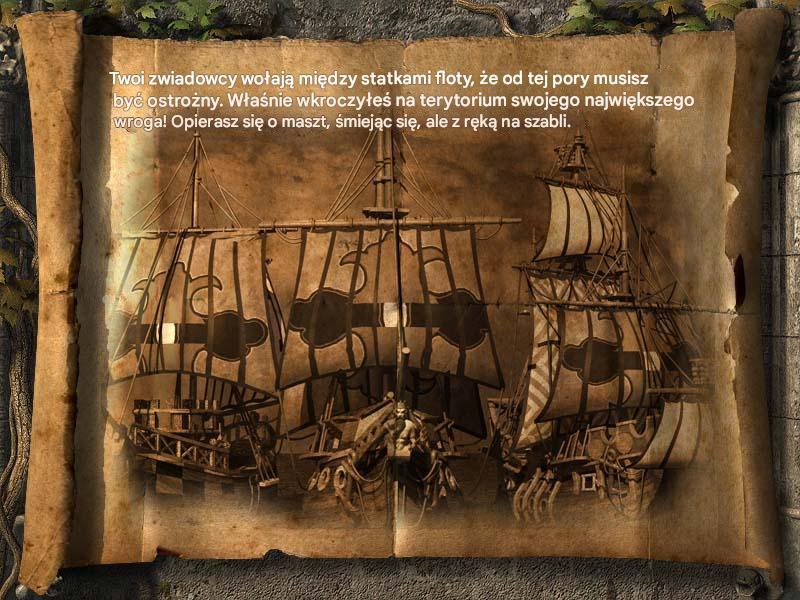 Twoi zwiadowcy wołają między statkami floty, że od tej pory musisz
być ostrożny. Właśnie wkroczyłeś na terytorium swojego największego
wroga! Opierasz się o maszt, śmiejąc się, ale z ręką na szabli.